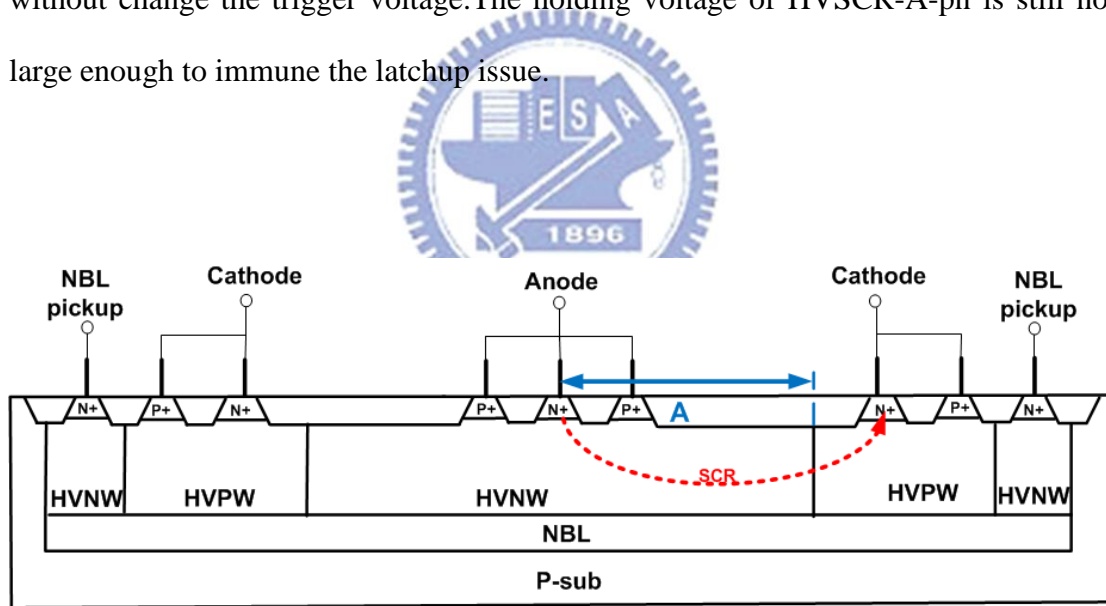 without change the trigger voltage.The holding voltage of HVSCR-A-pn is still no
large enough to immune the latchup issue.
E S A
1896
NBL pickup
Cathode
Anode
Cathode
NBL pickup
N+ P+ N+ P+ N+ P+ A N+ P+ N+
SCR
HVNW HVPW HVNW HVPW HVNW
NBL
P-sub